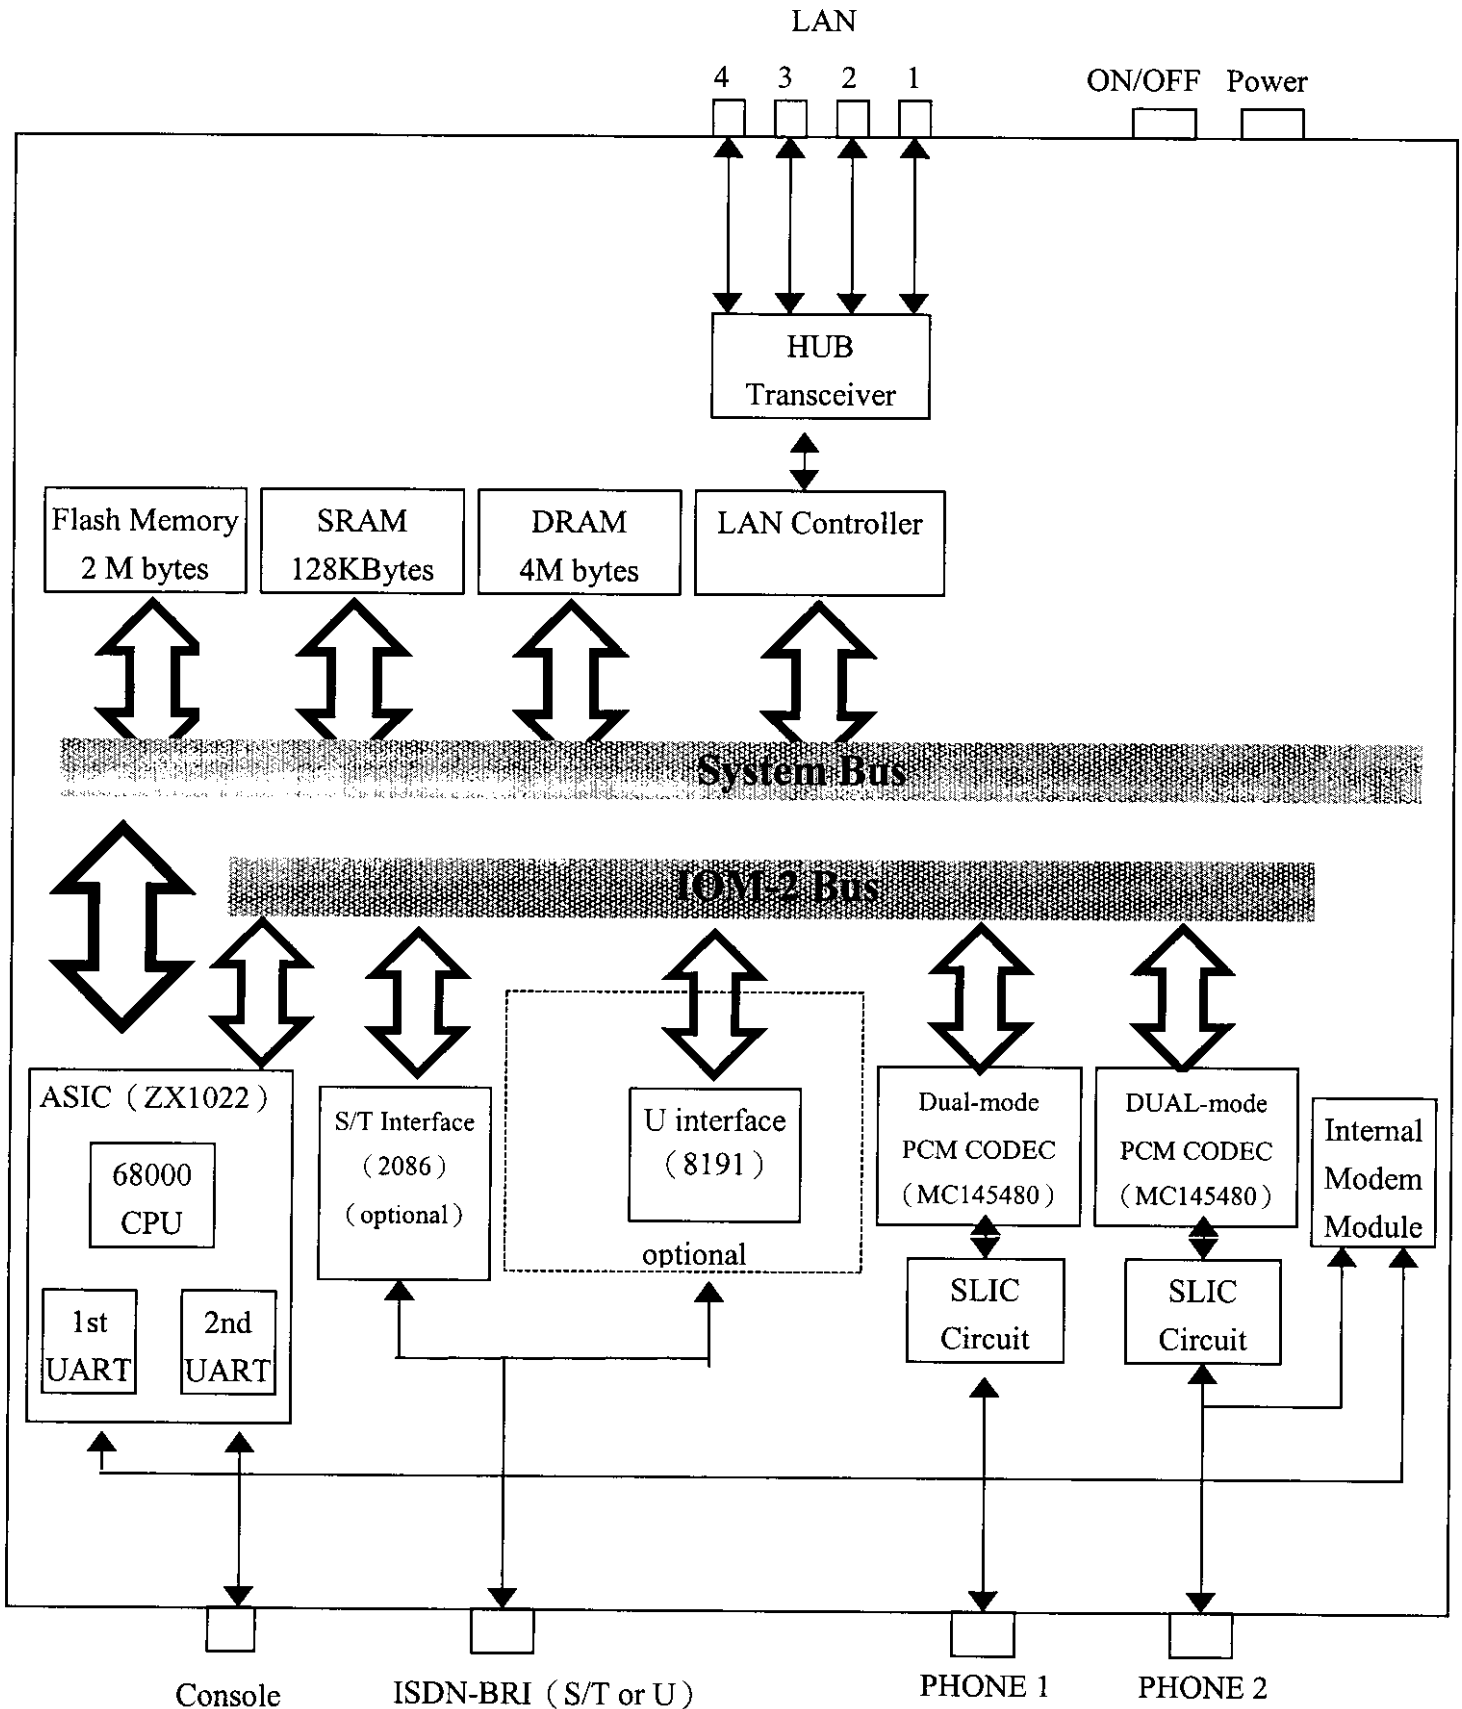 LAN
4 3 2 1 ON/OFF Power
HUB
Transceiver
Flash Memory
2 M bytes
SRAM
128KBytes
DRAM
4M bytes
LAN Controller
System Bus
IOM-2 Bus
ASIC（ZX1022）
68000
CPU
1st
UART
2nd
UART
S/T Interface
（2086）
（optional）
U interface
（8191）
optional
Dual-mode
PCM CODEC
（MC145480）
SLIC
Circuit
DUAL-mode
PCM CODEC
（MC145480）
SLIC
Circuit
Internal
Modem
Module
Console
ISDN-BRI（S/T or U）
PHONE 1
PHONE 2